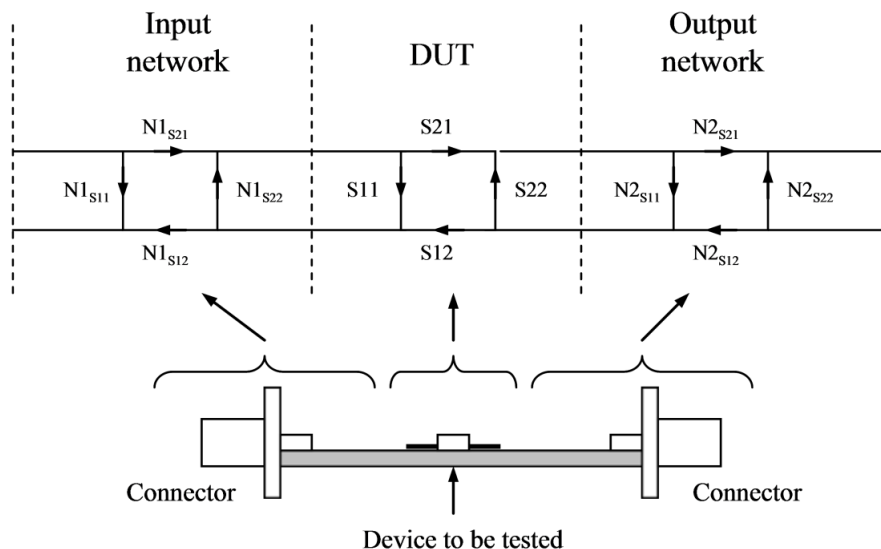 Input
network
DUT
Output
network
N1S21
S21
N2S21
N1S11
N1S22
S11
S22
N2S11
N2S22
N1S12
S12
N2S12
Connector
Connector
Device to be tested